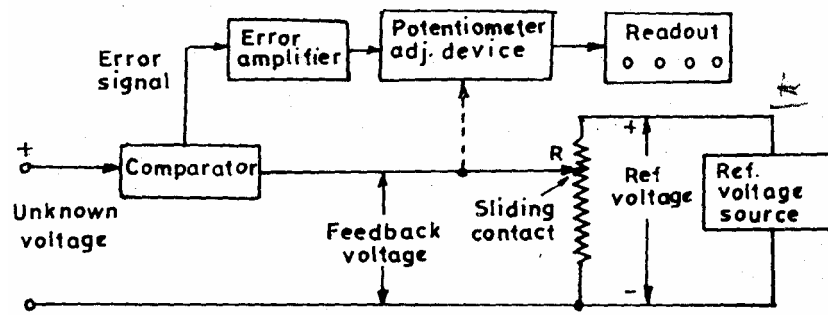 Error
signal
Error
amplifier
Potentiometer
adj. device
Readout
+
Comparator
Unknown
voltage
Feedback
voltage
R
Sliding
contact
+
Ref
voltage
-
Ref.
voltage
source